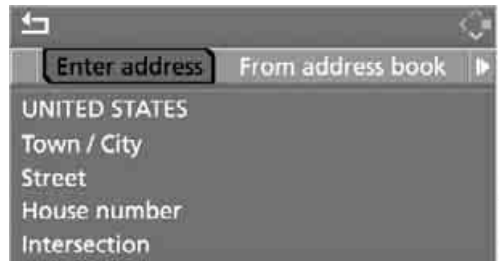 Enter address From address book
UNITED STATES
Town / City
Street
House number
Intersection